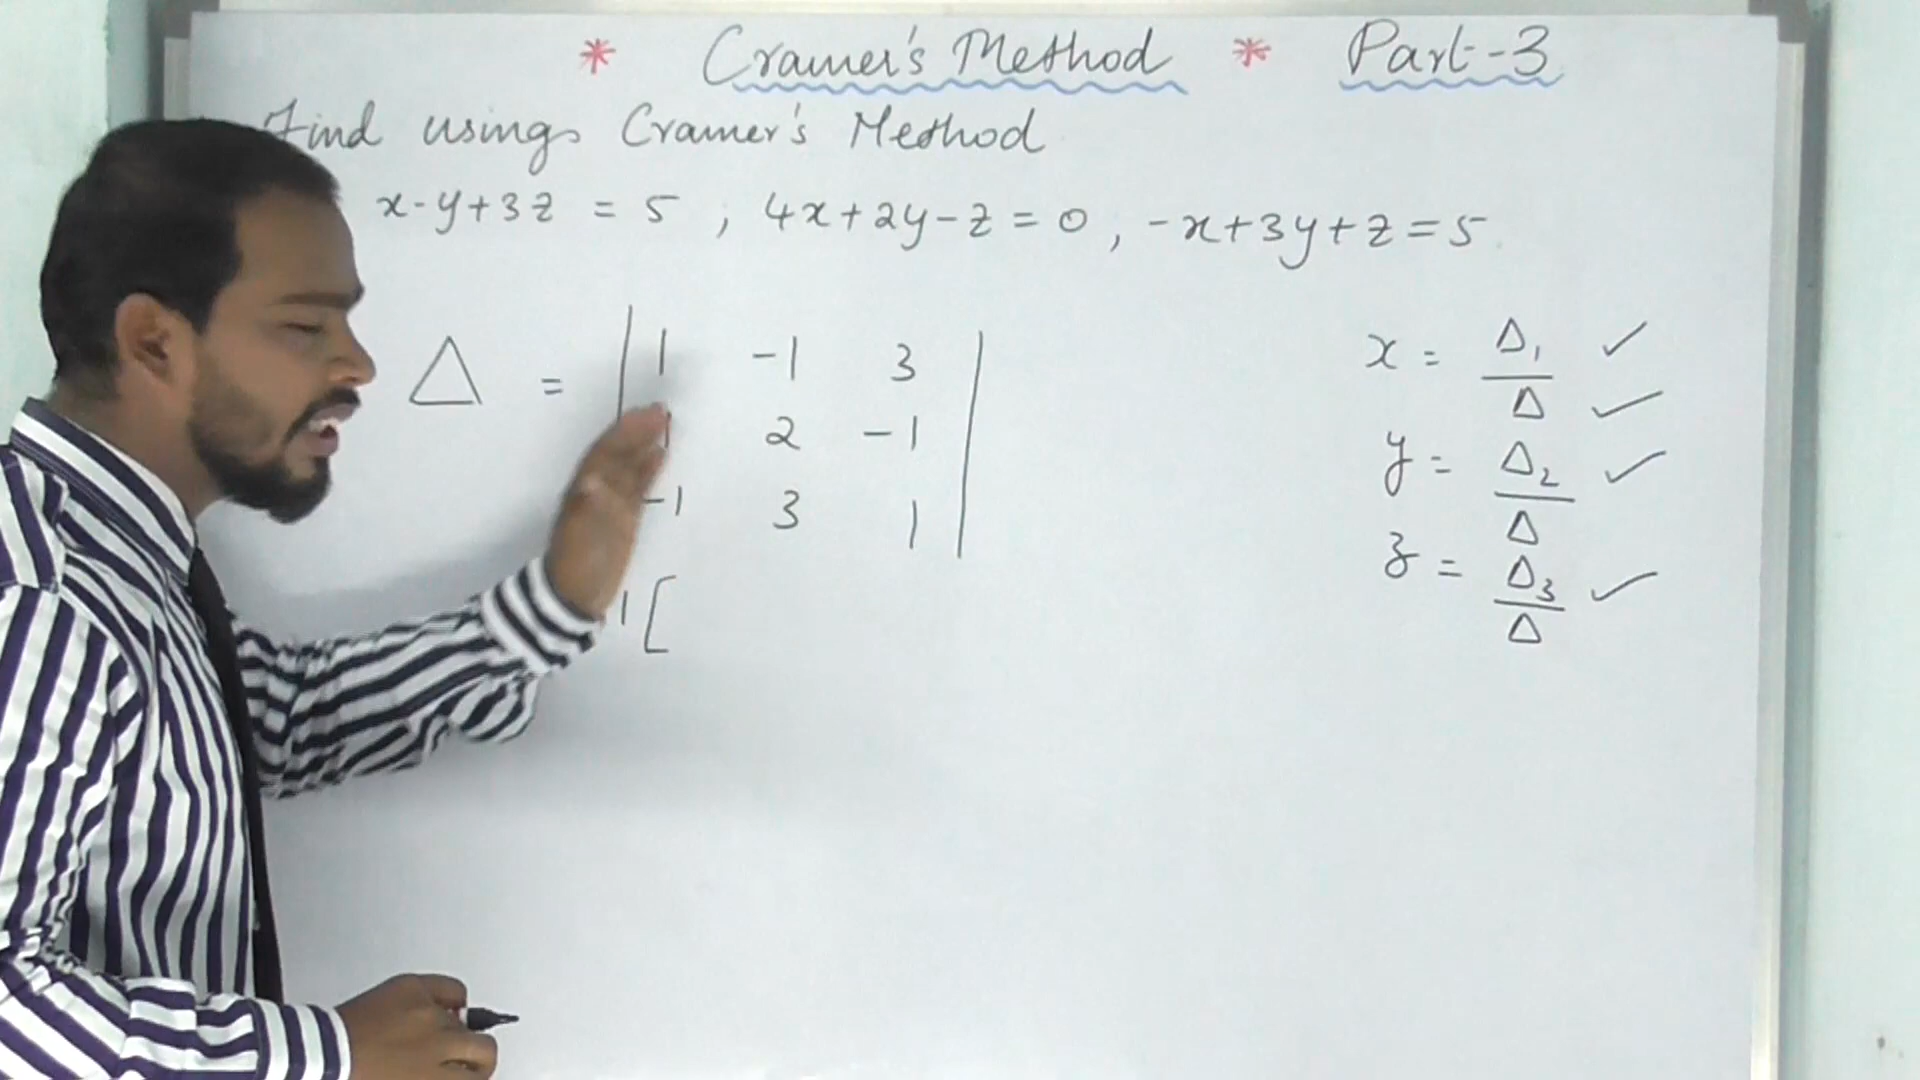 * Cramer's Method * Part-3
Find using Cramer's Method
x-y+3z = 5 , 4x+2y-z=0, -x+3y+z=5
Δ = | 1 -1 3 |
2 -1
-1 3 1
1 [
x = Δ1/Δ ✓ ✓
y = Δ2/Δ ✓
z = Δ3/Δ ✓